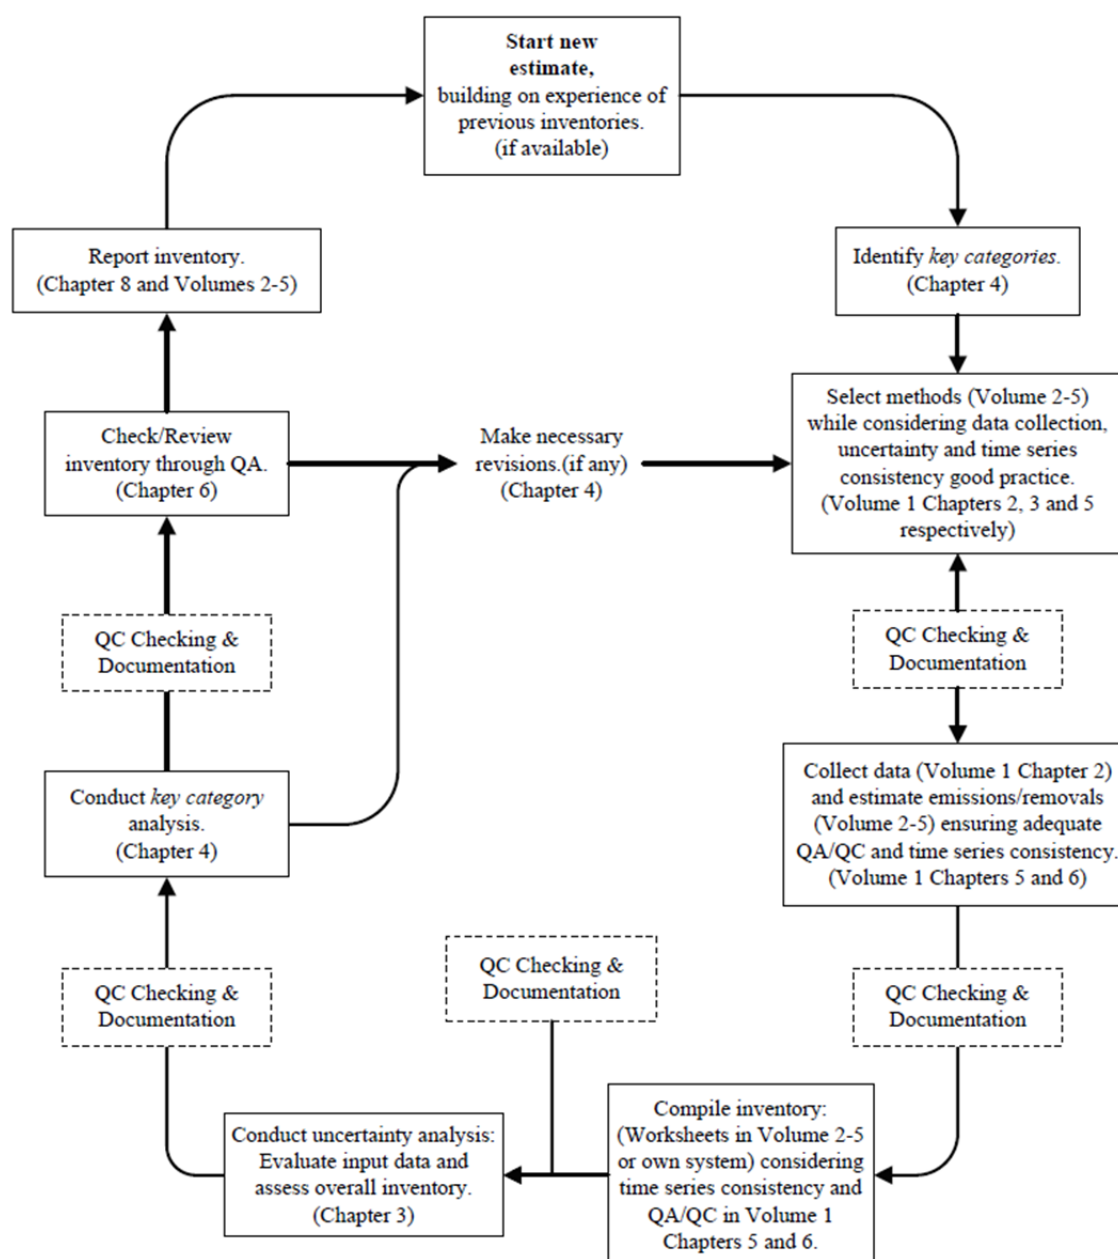 Start new
estimate,
building on experience of
previous inventories.
(if available)
Identify key categories.
(Chapter 4)
Select methods (Volume 2-5)
while considering data collection,
uncertainty and time series
consistency good practice.
(Volume 1 Chapters 2, 3 and 5
respectively)
QC Checking &
Documentation
Collect data (Volume 1 Chapter 2)
and estimate emissions/removals
(Volume 2-5) ensuring adequate
QA/QC and time series consistency.
(Volume 1 Chapters 5 and 6)
QC Checking &
Documentation
Compile inventory:
(Worksheets in Volume 2-5
or own system) considering
time series consistency and
QA/QC in Volume 1
Chapters 5 and 6.
QC Checking &
Documentation
Conduct uncertainty analysis:
Evaluate input data and
assess overall inventory.
(Chapter 3)
QC Checking &
Documentation
Conduct key category
analysis.
(Chapter 4)
QC Checking &
Documentation
Check/Review
inventory through QA.
(Chapter 6)
Make necessary
revisions.(if any)
(Chapter 4)
Report inventory.
(Chapter 8 and Volumes 2-5)